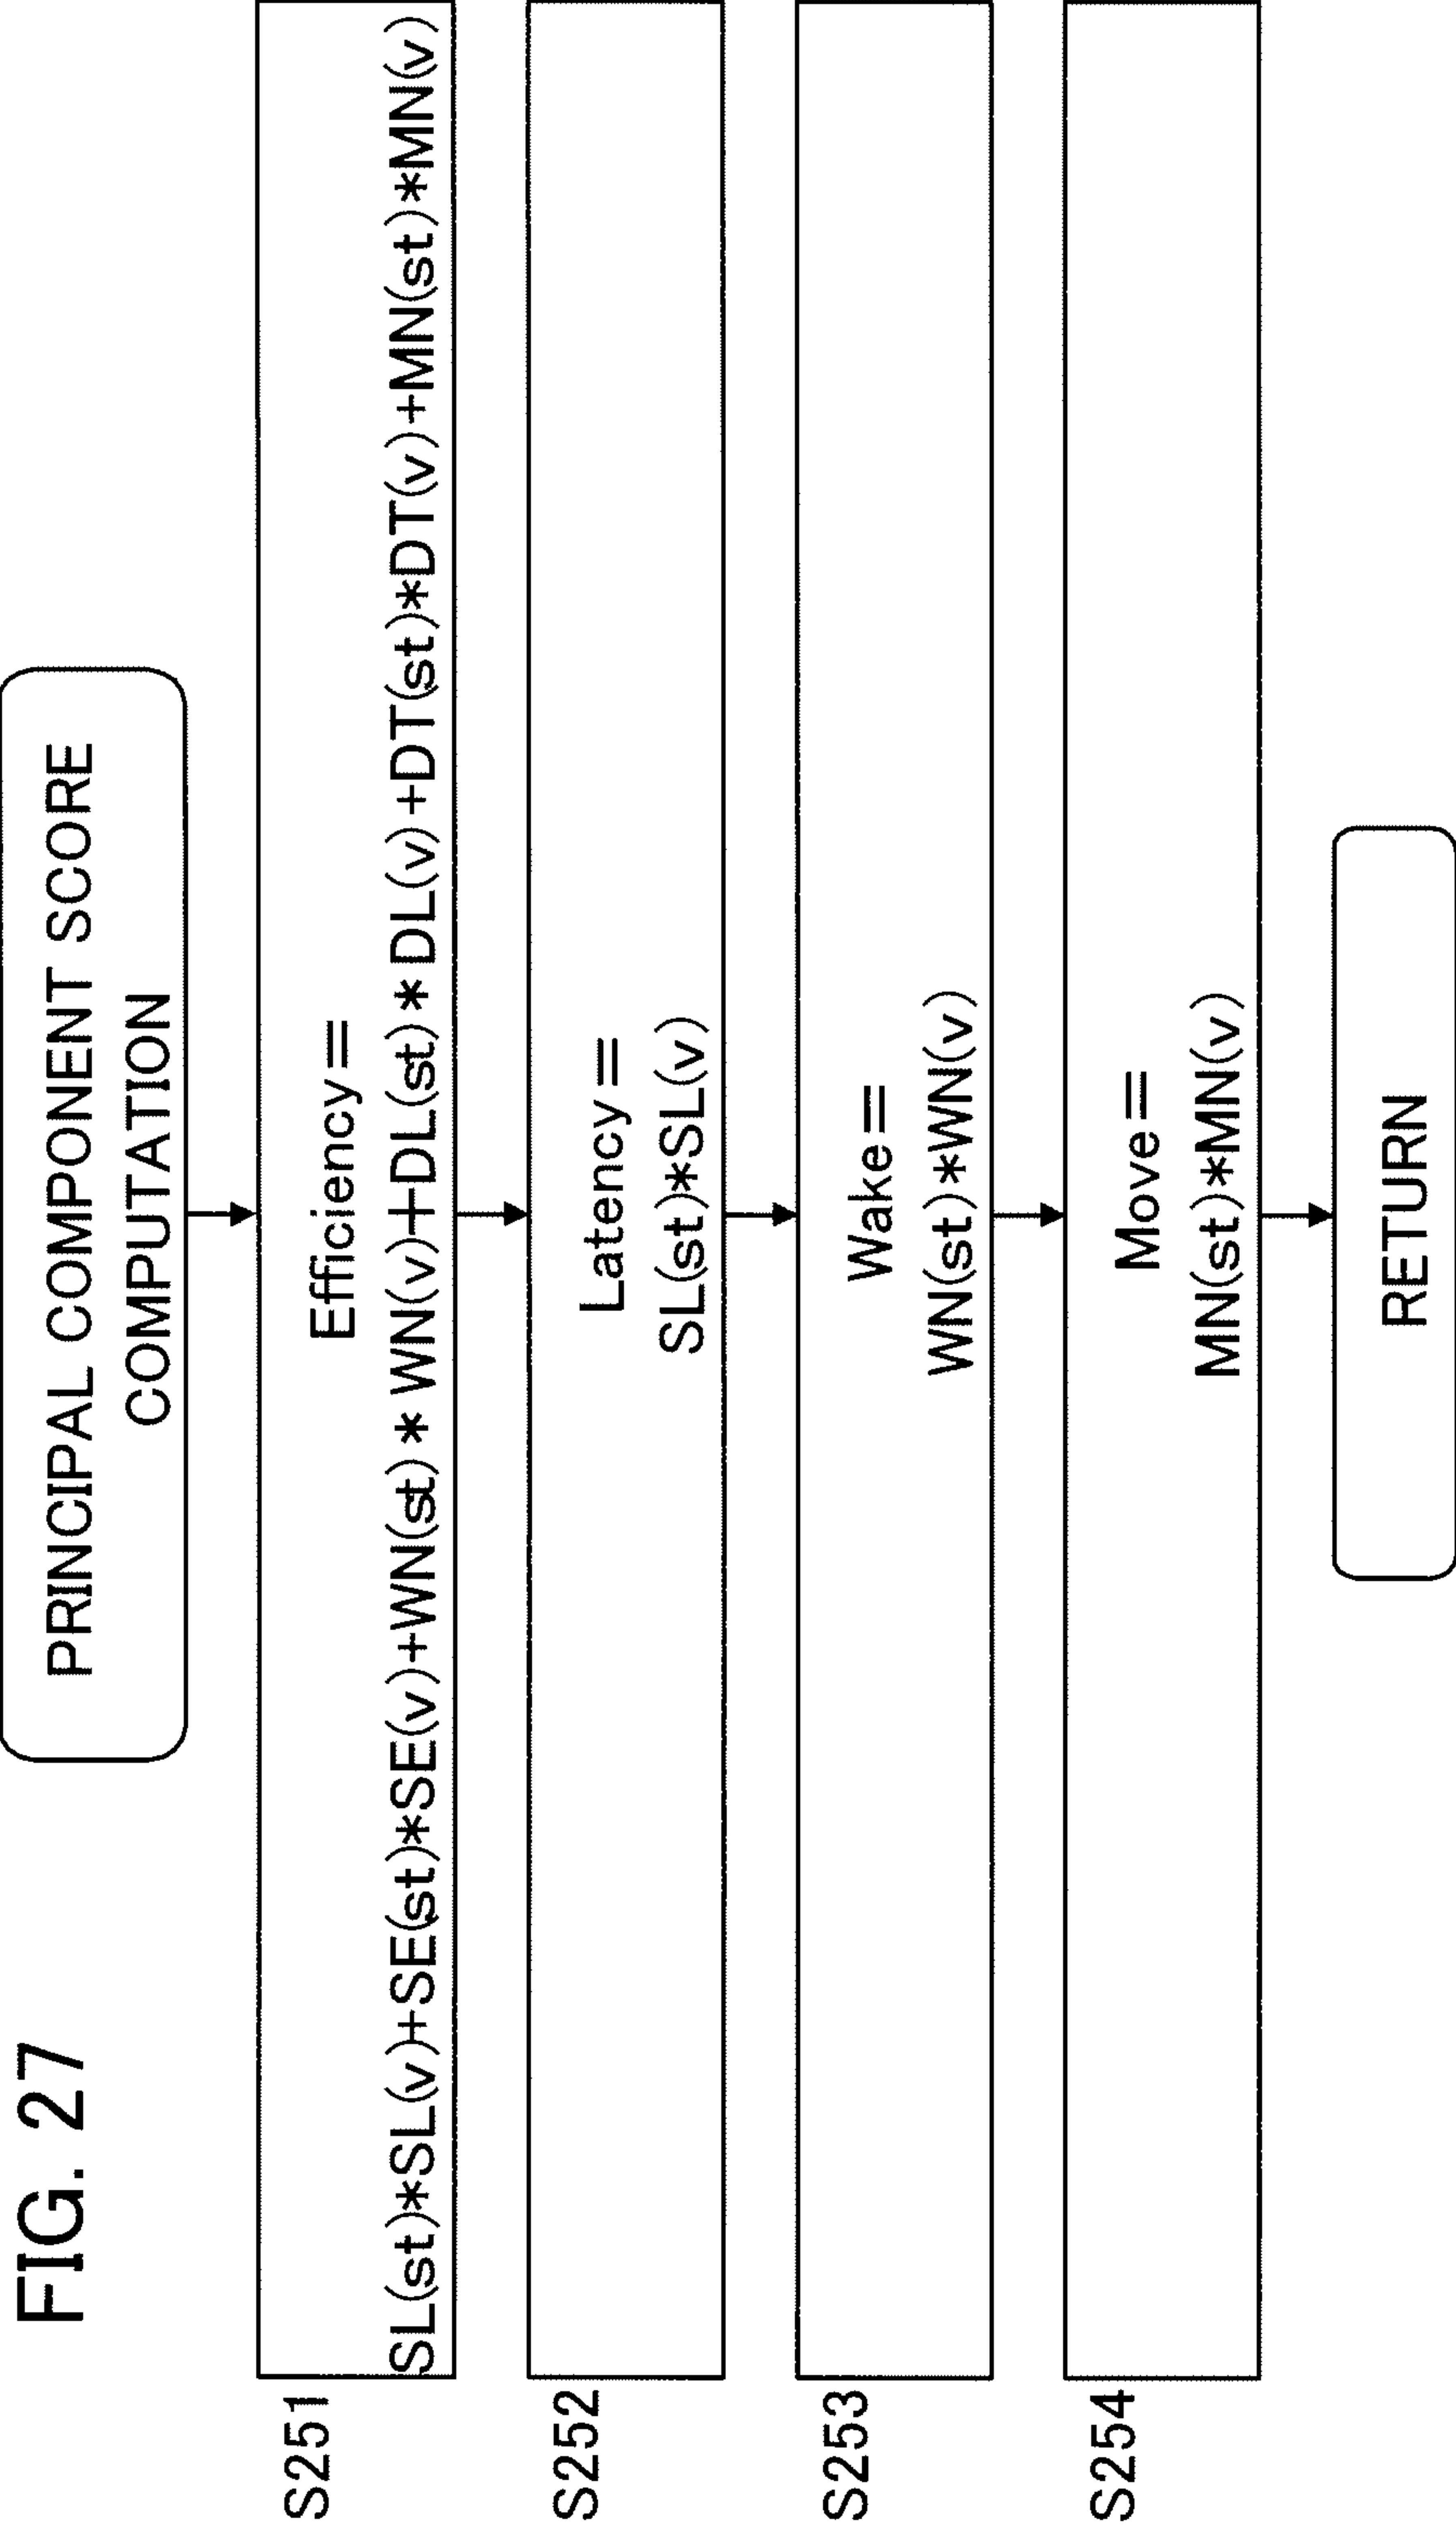 FIG. 27
PRINCIPAL COMPONENT SCORE
COMPUTATION
S251
Efficiency=
SL(st)*SL(v)+SE(st)*SE(v)+WN(st)*WN(v)+DL(st)*DL(v)+DT(st)*DT(v)+MN(st)*MN(v)
S252
Latency=
SL(st)*SL(v)
S253
Wake=
WN(st)*WN(v)
S254
Move=
MN(st)*MN(v)
RETURN